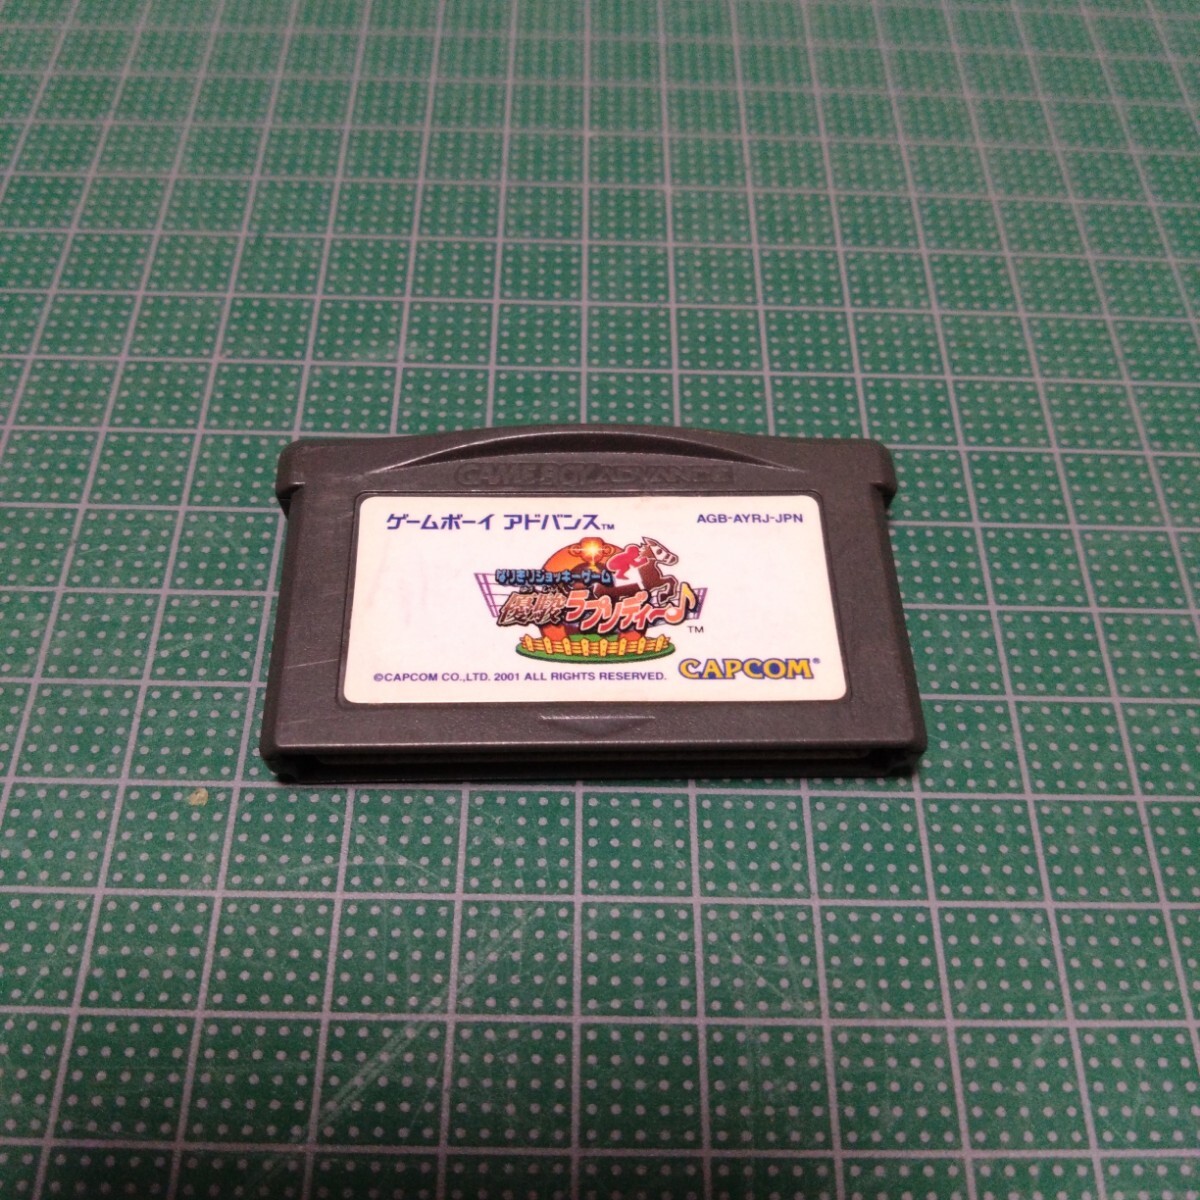 GAME BOY ADVANCE
ゲームボーイ アドバンス™
AGB-AYRJ-JPN
なりきりジョッキーゲーム
優駿ラプソディー♪
™
©CAPCOM CO.,LTD. 2001 ALL RIGHTS RESERVED.
CAPCOM®